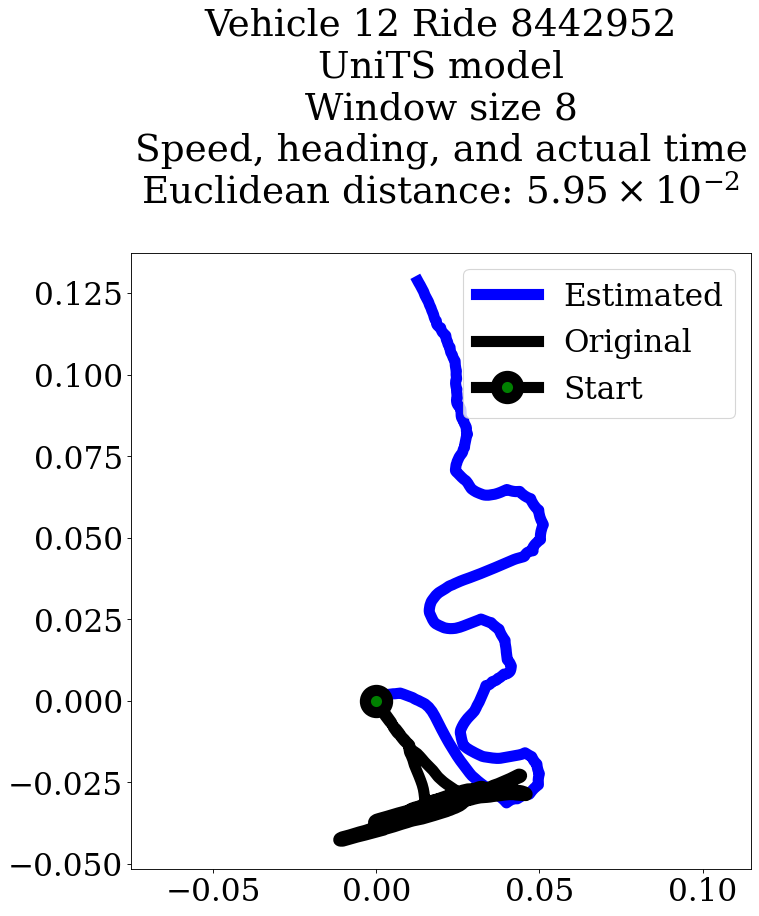 Vehicle 12 Ride 8442952
UniTS model
Window size 8
Speed, heading, and actual time
Euclidean distance: 5.95 × 10⁻²
Estimated
Original
Start
0.125
0.100
0.075
0.050
0.025
0.000
−0.025
−0.050
−0.05 0.00 0.05 0.10